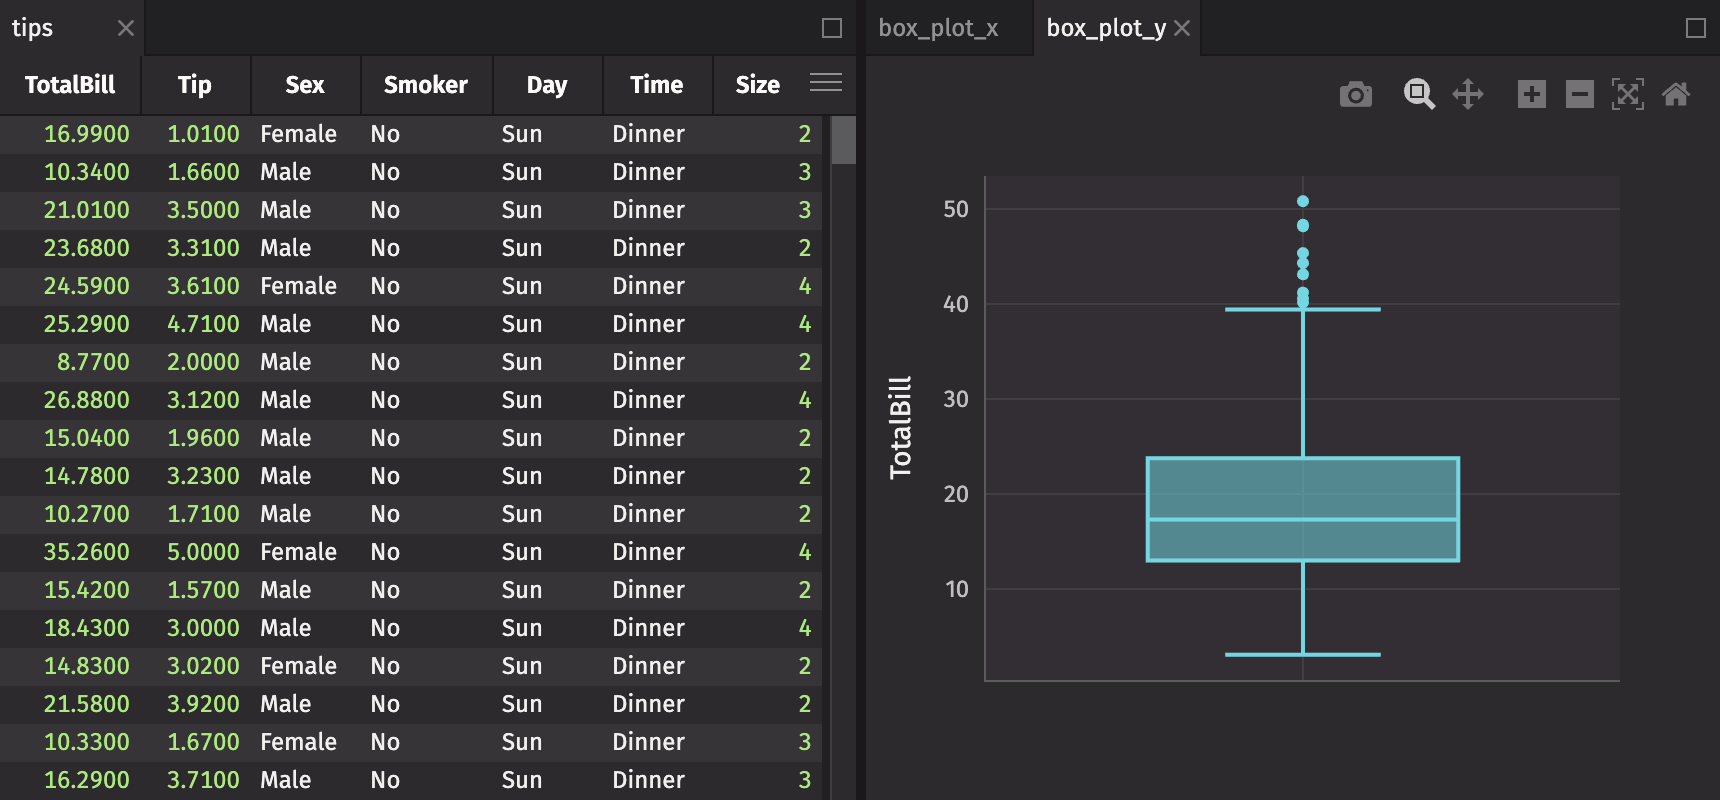 tips
TotalBill Tip Sex Smoker Day Time Size
16.9900 1.0100 Female No Sun Dinner 2
10.3400 1.6600 Male No Sun Dinner 3
21.0100 3.5000 Male No Sun Dinner 3
23.6800 3.3100 Male No Sun Dinner 2
24.5900 3.6100 Female No Sun Dinner 4
25.2900 4.7100 Male No Sun Dinner 4
8.7700 2.0000 Male No Sun Dinner 2
26.8800 3.1200 Male No Sun Dinner 4
15.0400 1.9600 Male No Sun Dinner 2
14.7800 3.2300 Male No Sun Dinner 2
10.2700 1.7100 Male No Sun Dinner 2
35.2600 5.0000 Female No Sun Dinner 4
15.4200 1.5700 Male No Sun Dinner 2
18.4300 3.0000 Male No Sun Dinner 4
14.8300 3.0200 Female No Sun Dinner 2
21.5800 3.9200 Male No Sun Dinner 2
10.3300 1.6700 Female No Sun Dinner 3
16.2900 3.7100 Male No Sun Dinner 3
box_plot_x box_plot_y
50
40
30
20
10
TotalBill